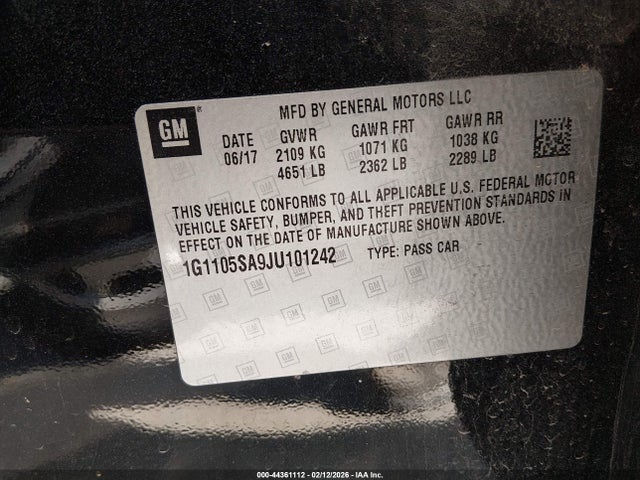 GM
MFD BY GENERAL MOTORS LLC
DATE GVWR GAWR FRT GAWR RR
06/17 2109 KG 1071 KG 1038 KG
4651 LB 2362 LB 2289 LB
THIS VEHICLE CONFORMS TO ALL APPLICABLE U.S. FEDERAL MOTOR
VEHICLE SAFETY, BUMPER, AND THEFT PREVENTION STANDARDS IN
EFFECT ON THE DATE OF MANUFACTURE SHOWN ABOVE.
1G1105SA9JU101242 TYPE: PASS CAR
000-44361112 - 02/12/2026 - IAA Inc.